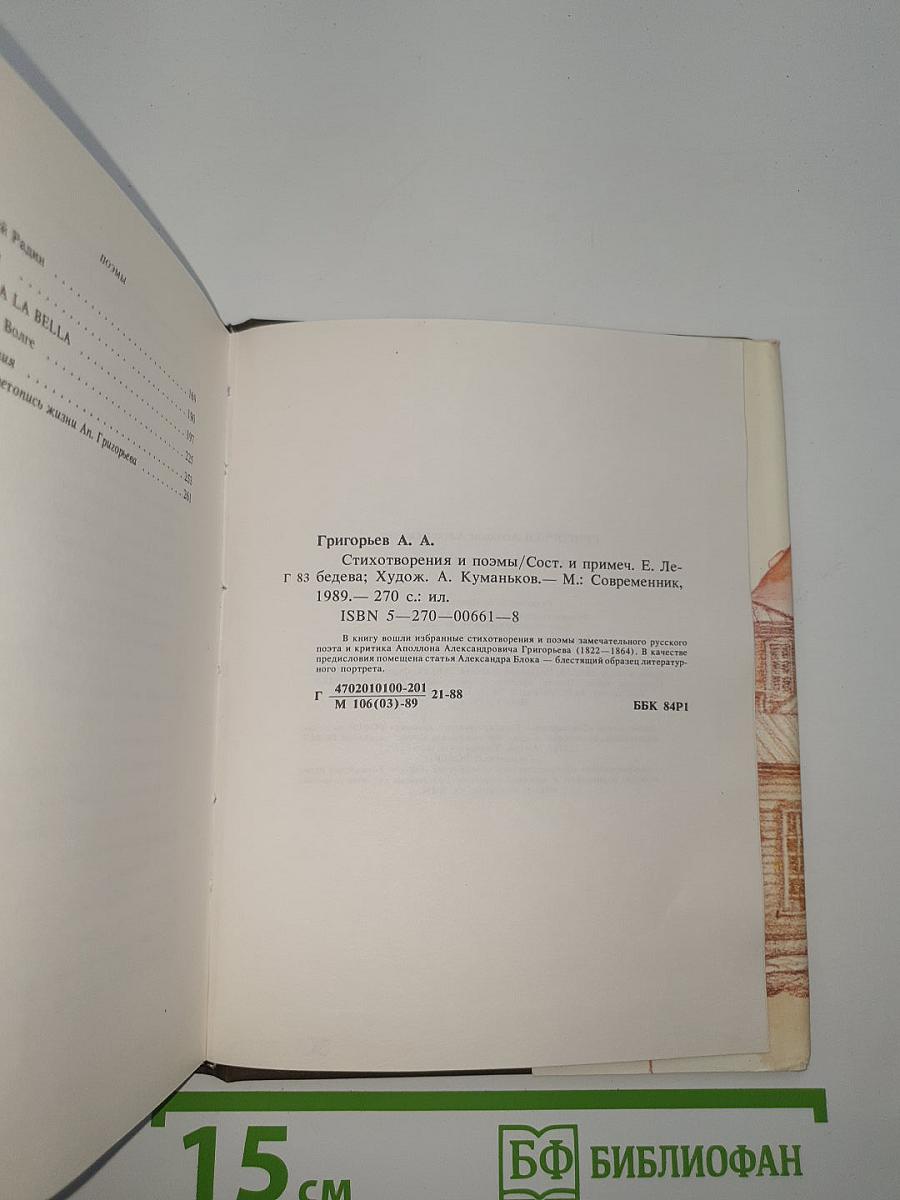 ПОЭМЫ
й Радин
A LA BELLA
Волге
етопись жизни Ап. Григорьева
261
Григорьев А. А.
Стихотворения и поэмы/Сост. и примеч. Е. Ле-
Г 83 бедева; Худож. А. Куманьков.— М.: Современник,
1989.— 270 с.: ил.
ISBN 5—270—00661—8
В книгу вошли избранные стихотворения и поэмы замечательного русского
поэта и критика Аполлона Александровича Григорьева (1822—1864). В качестве
предисловия помещена статья Александра Блока — блестящий образец литератур-
ного портрета.
Г 4702010100-201 21-88
М 106(03)-89
ББК 84Р1
15 см
БФ БИБЛИОФАН